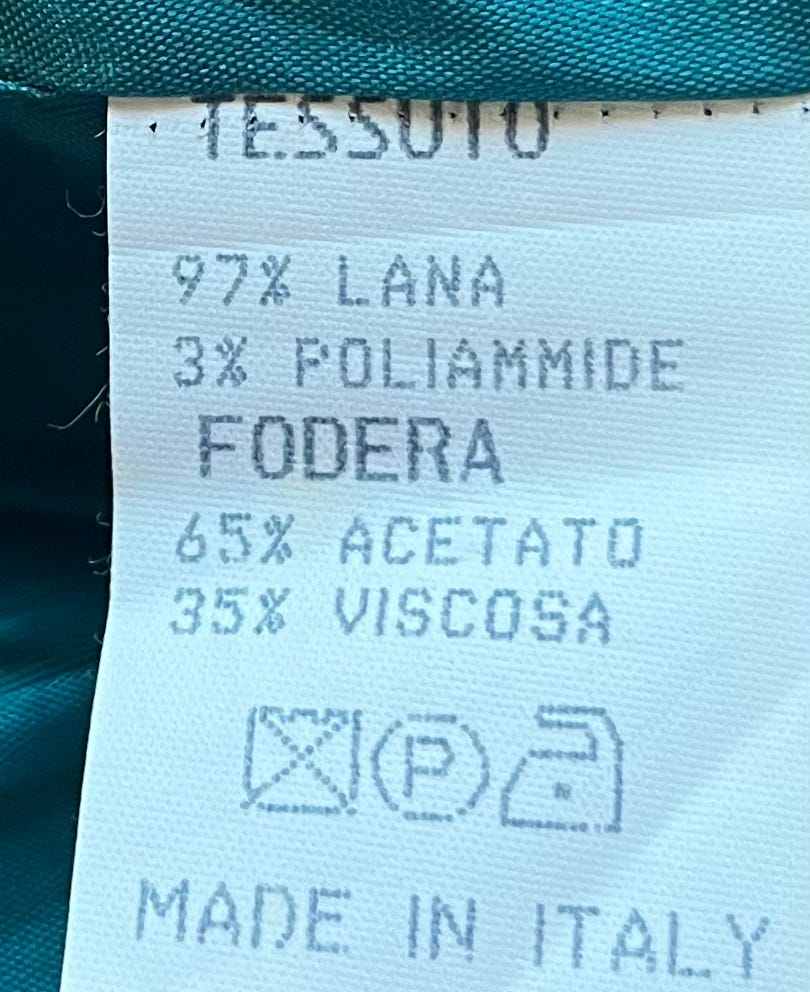 TESSUTO
97% LANA
3% POLIAMMIDE
FODERA
65% ACETATO
35% VISCOSA
P
MADE IN ITALY